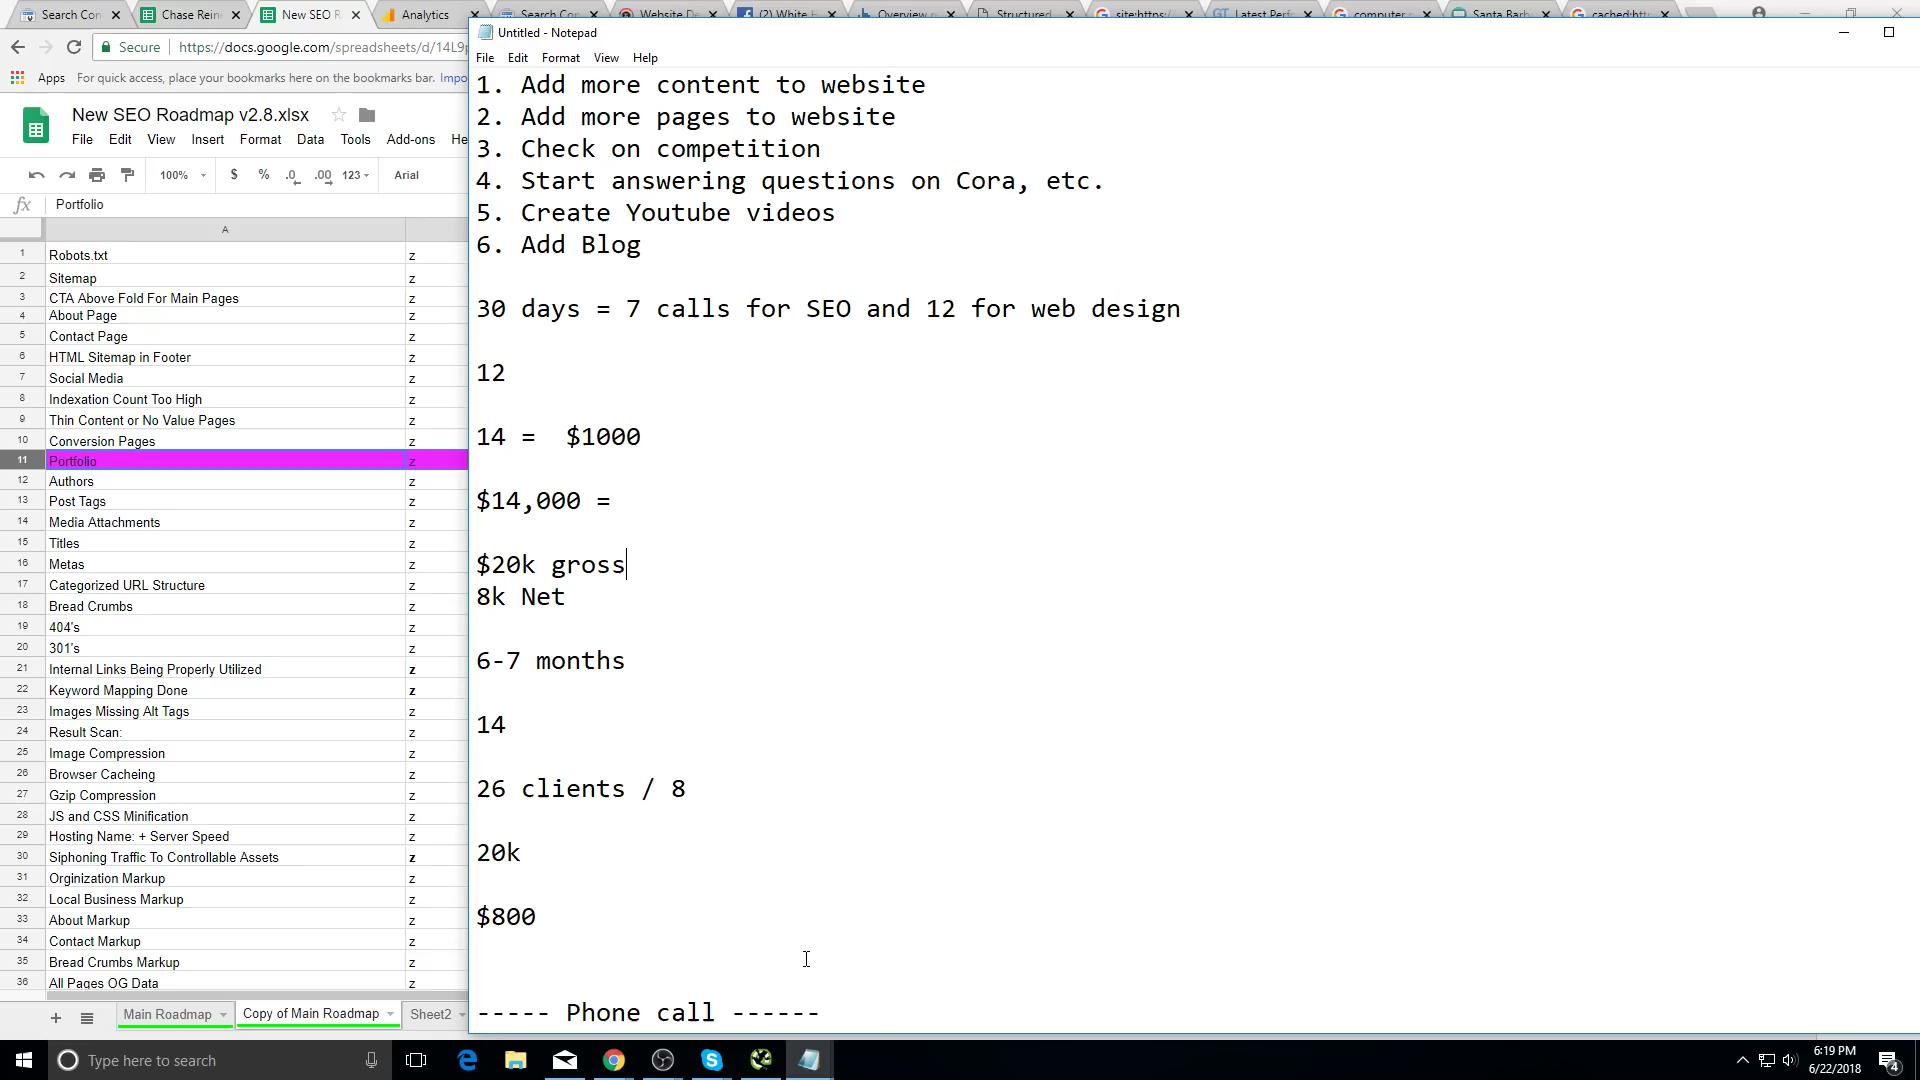 Search Co
Chase Rein
New SEO R
Analytics
Search Co
Website De
(2) White H
Overview
Structured
site:https:/
Latest Perf
computer
Santa Barb
cached:htt
Secure
https://docs.google.com/spreadsheets/d/14L9
Apps
For quick access, place your bookmarks here on the bookmarks bar. Impo
New SEO Roadmap v2.8.xlsx
File Edit View Insert Format Data Tools Add-ons He
100% $ % .0 .00 123 Arial
fx Portfolio
A
1 Robots.txt z
2 Sitemap z
3 CTA Above Fold For Main Pages z
4 About Page z
5 Contact Page z
6 HTML Sitemap in Footer z
7 Social Media z
8 Indexation Count Too High z
9 Thin Content or No Value Pages z
10 Conversion Pages z
11 Portfolio z
12 Authors z
13 Post Tags z
14 Media Attachments z
15 Titles z
16 Metas z
17 Categorized URL Structure z
18 Bread Crumbs z
19 404's z
20 301's z
21 Internal Links Being Properly Utilized z
22 Keyword Mapping Done z
23 Images Missing Alt Tags z
24 Result Scan: z
25 Image Compression z
26 Browser Cacheing z
27 Gzip Compression z
28 JS and CSS Minification z
29 Hosting Name: + Server Speed z
30 Siphoning Traffic To Controllable Assets z
31 Orginization Markup z
32 Local Business Markup z
33 About Markup z
34 Contact Markup z
35 Bread Crumbs Markup z
36 All Pages OG Data z
Main Roadmap
Copy of Main Roadmap
Sheet2
Untitled - Notepad
File Edit Format View Help
1. Add more content to website
2. Add more pages to website
3. Check on competition
4. Start answering questions on Cora, etc.
5. Create Youtube videos
6. Add Blog
30 days = 7 calls for SEO and 12 for web design
12
14 =  $1000
$14,000 =
$20k gross
8k Net
6-7 months
14
26 clients / 8
20k
$800
----- Phone call ------
Type here to search
6:19 PM
6/22/2018
4